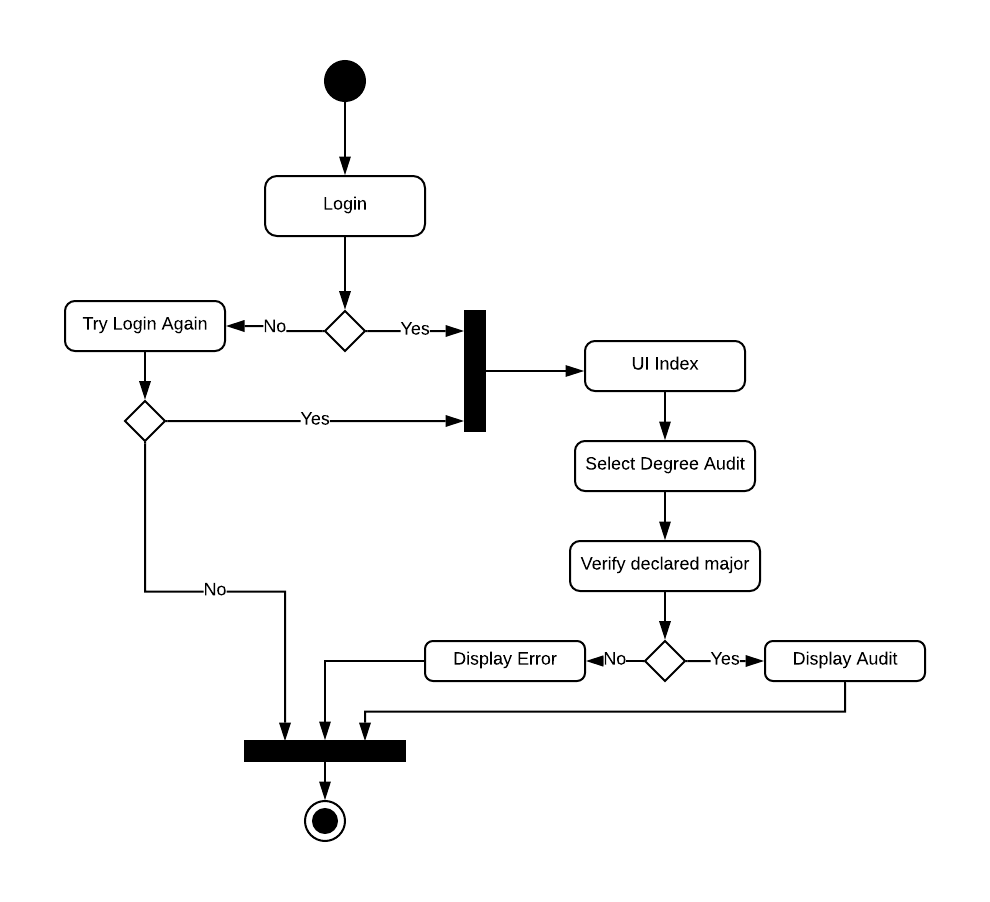 Login
Try Login Again
No
Yes
UI Index
Yes
Select Degree Audit
Verify declared major
No
Display Error
No
Yes
Display Audit